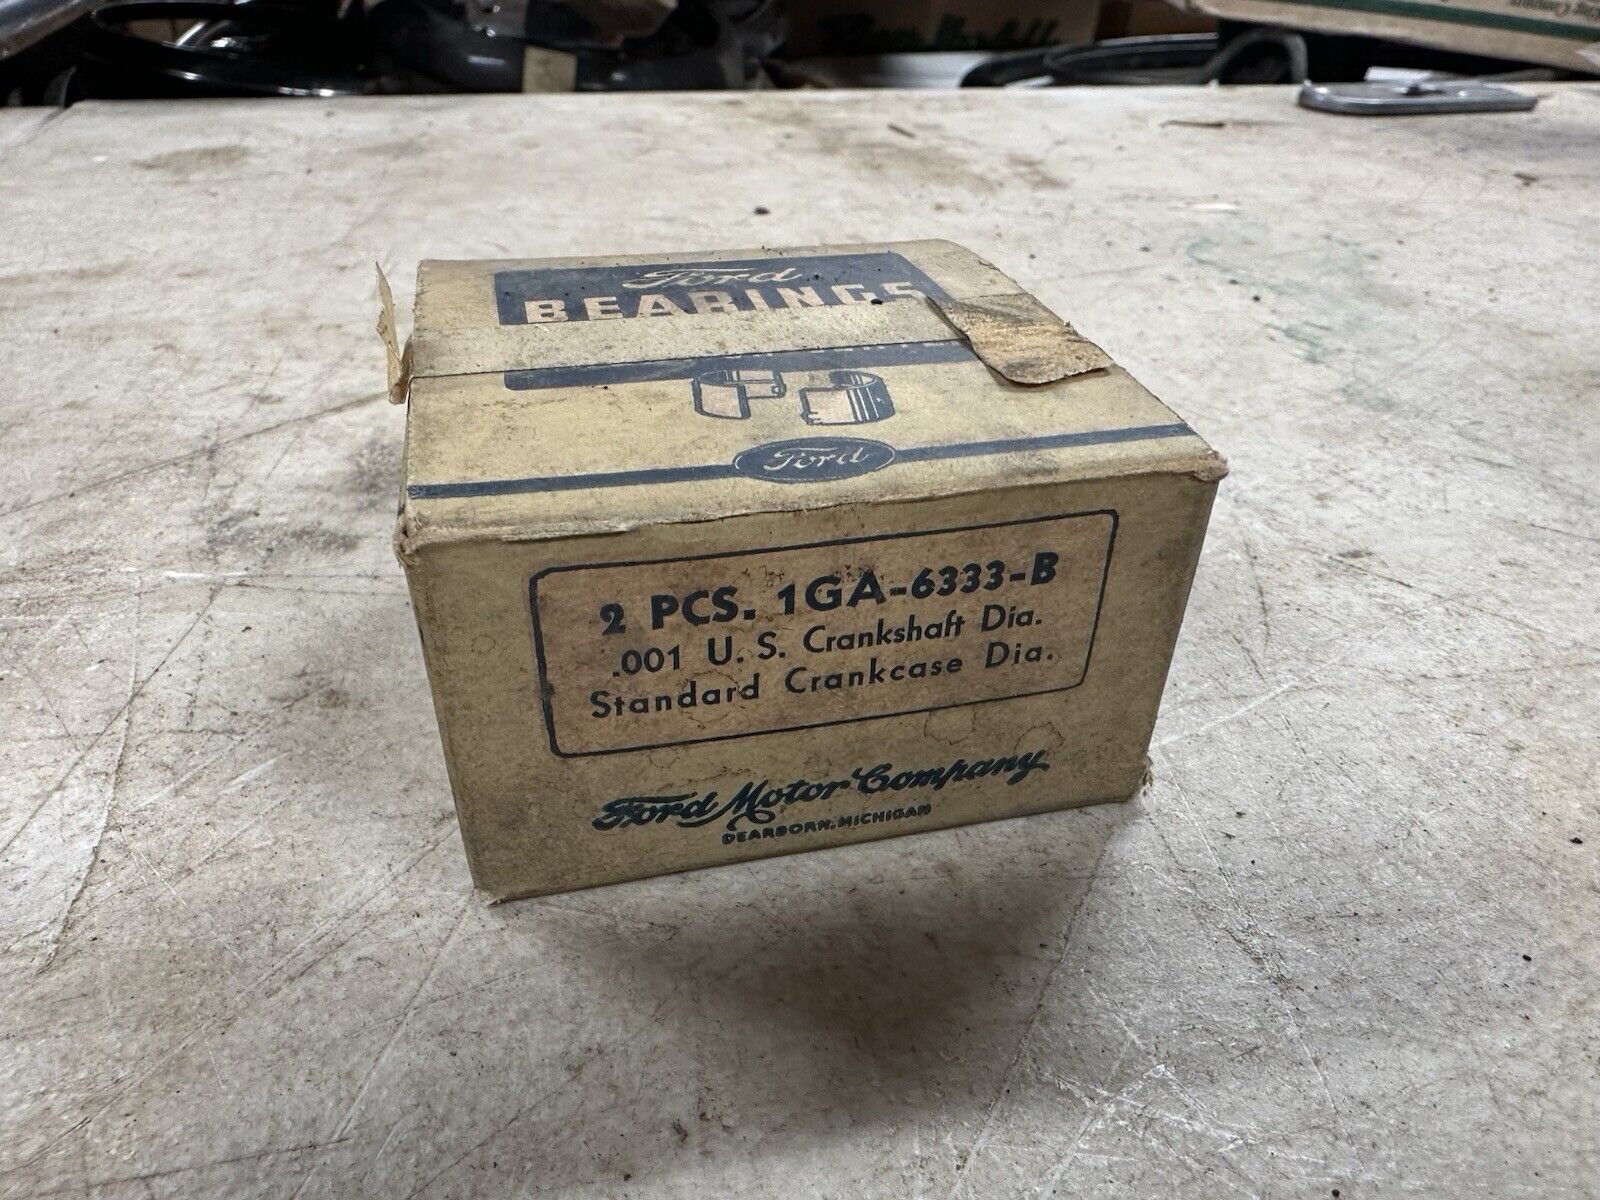 Ford
BEARINGS
Ford
2 PCS. 1GA-6333-B
.001 U. S. Crankshaft Dia.
Standard Crankcase Dia.
Ford Motor Company
DEARBORN, MICHIGAN